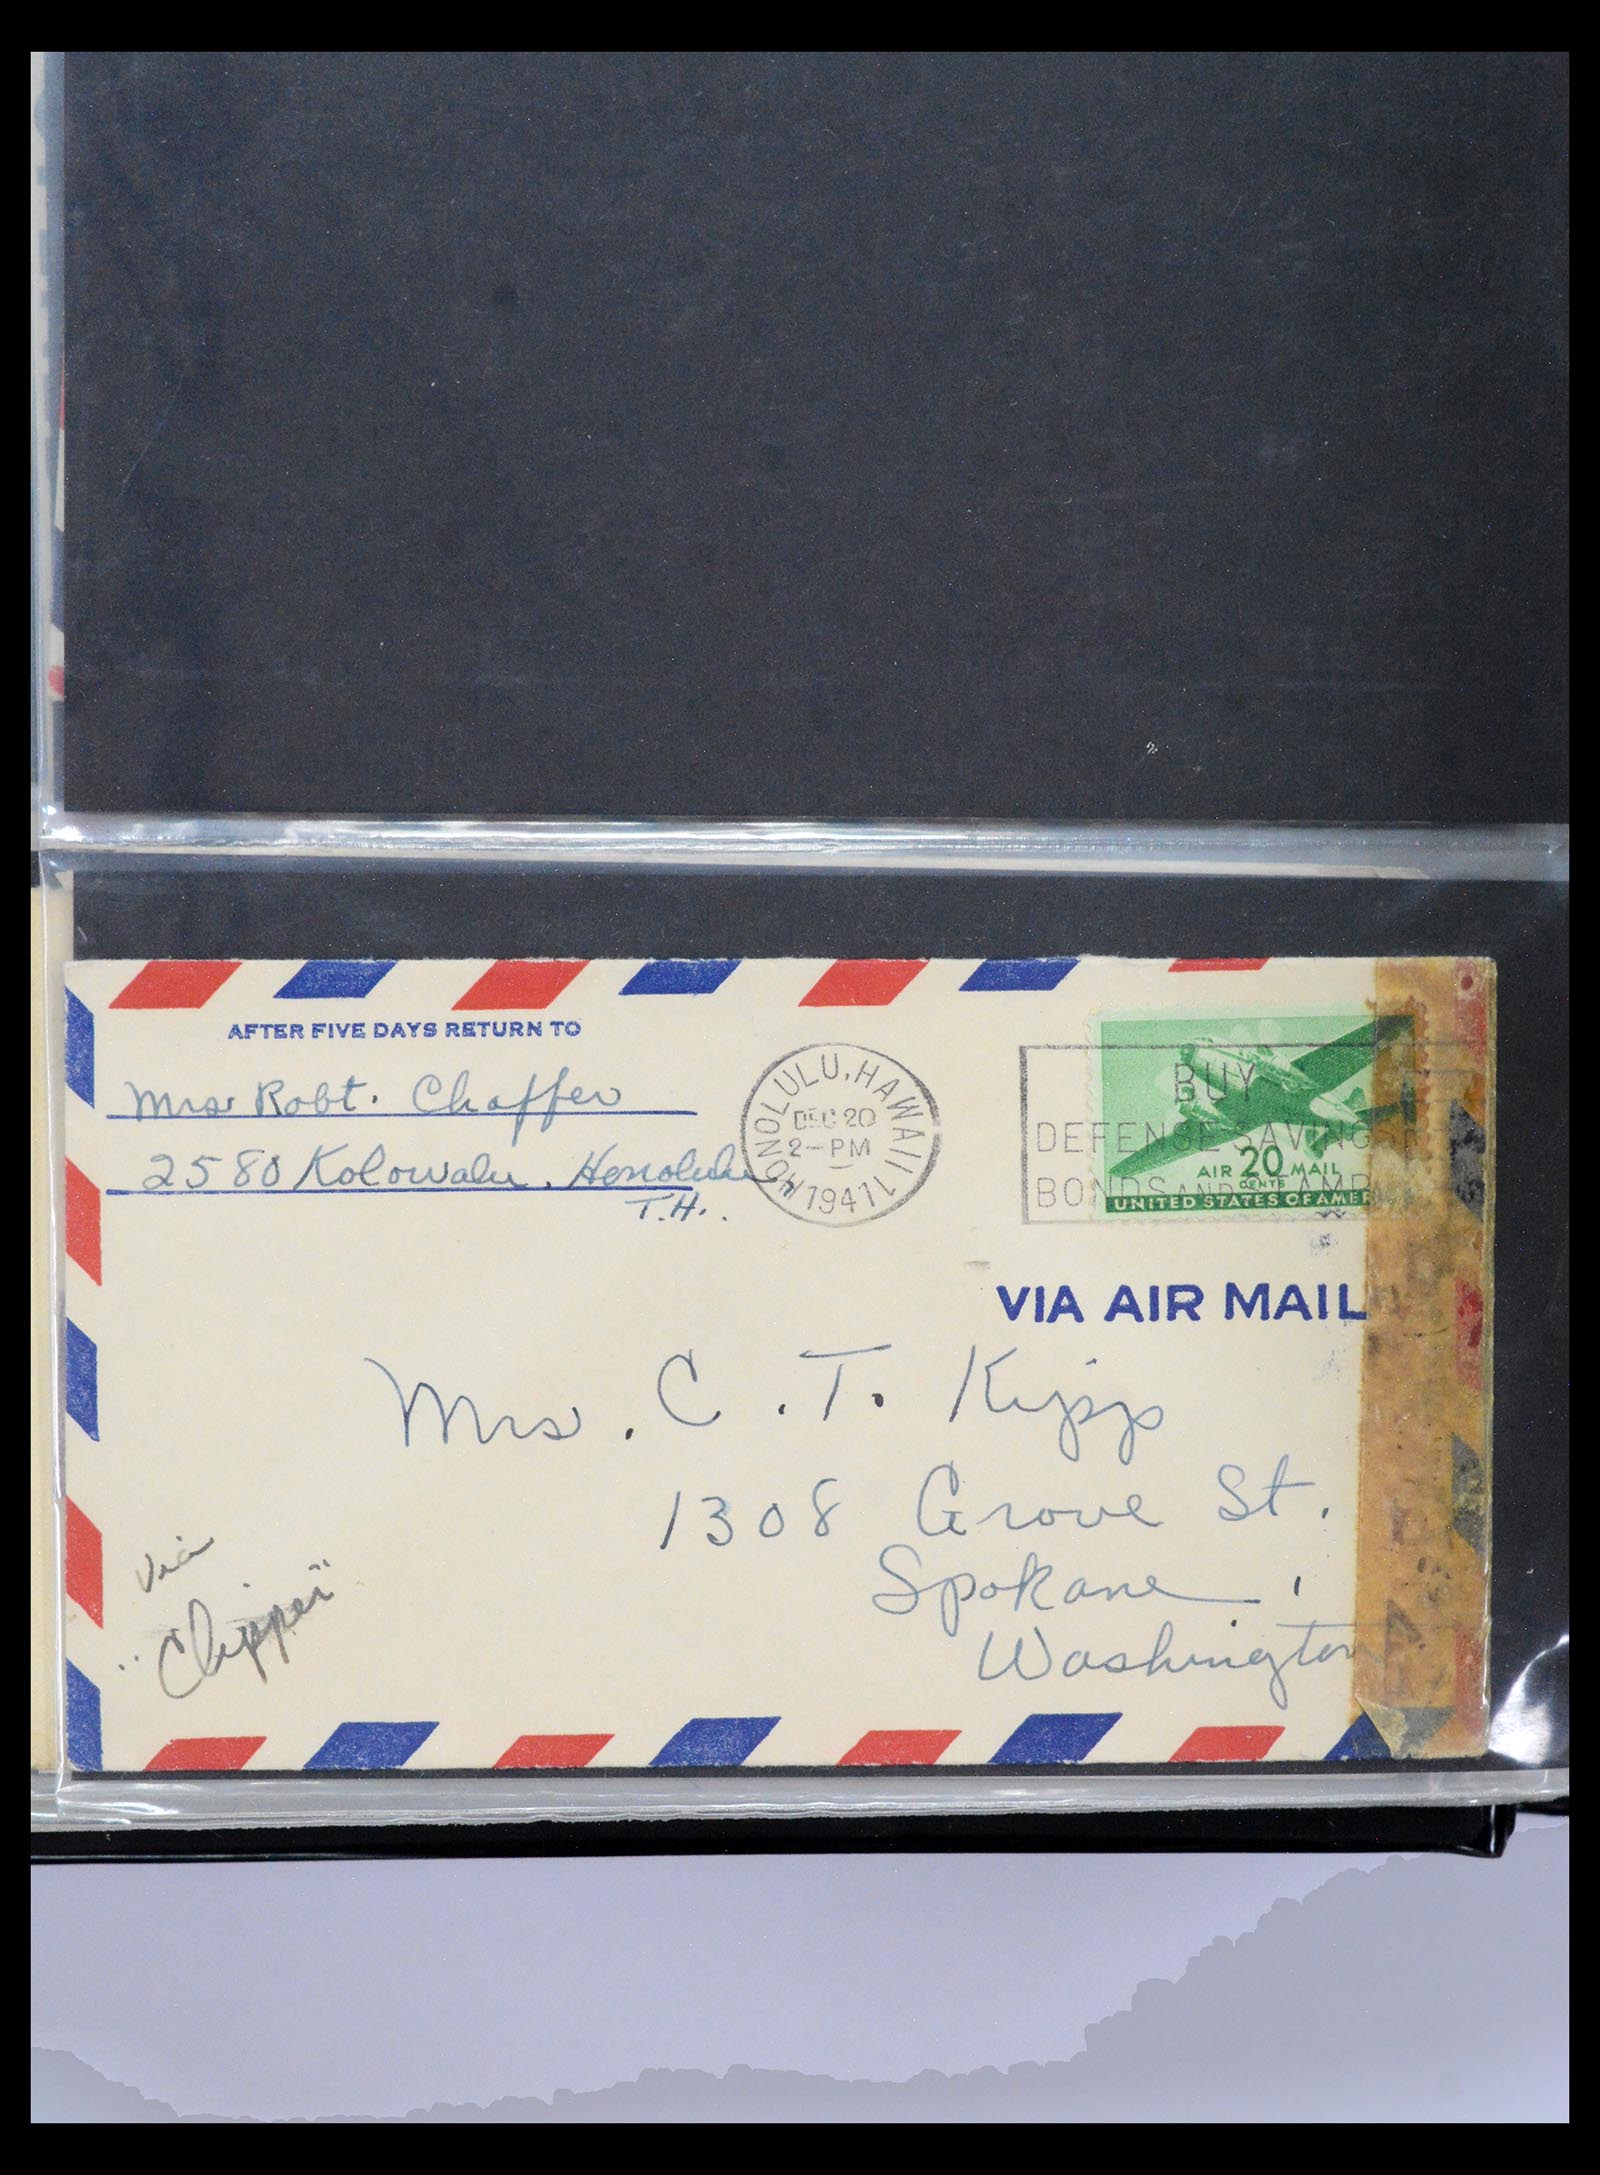 AFTER FIVE DAYS RETURN TO
Mrs Robt. Chaffer
2580 Kolowalu, Honolulu
T.H.
HONOLULU, HAWAII
DEC 20
2-PM
1941
BUY
DEFENSE SAVINGS
BONDS AND STAMPS
AIR 20 MAIL
CENTS
UNITED STATES OF AMER
VIA AIR MAIL
Mrs. C. T. Kipp
1308 Grove St.
Spokane,
Washington
Via
"Clipper"